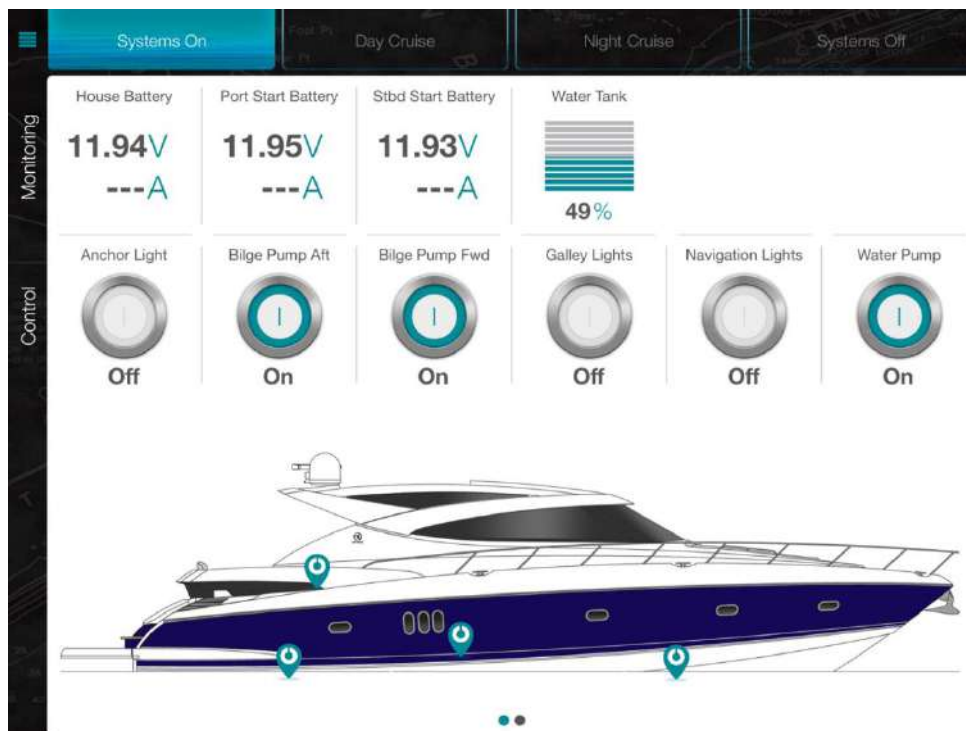 Systems On
Day Cruise
Night Cruise
Systems Off
Monitoring
Control
House Battery
Port Start Battery
Stbd Start Battery
Water Tank
11.94V
11.95V
11.93V
---A
---A
---A
49%
Anchor Light
Bilge Pump Aft
Bilge Pump Fwd
Galley Lights
Navigation Lights
Water Pump
Off
On
On
Off
Off
On